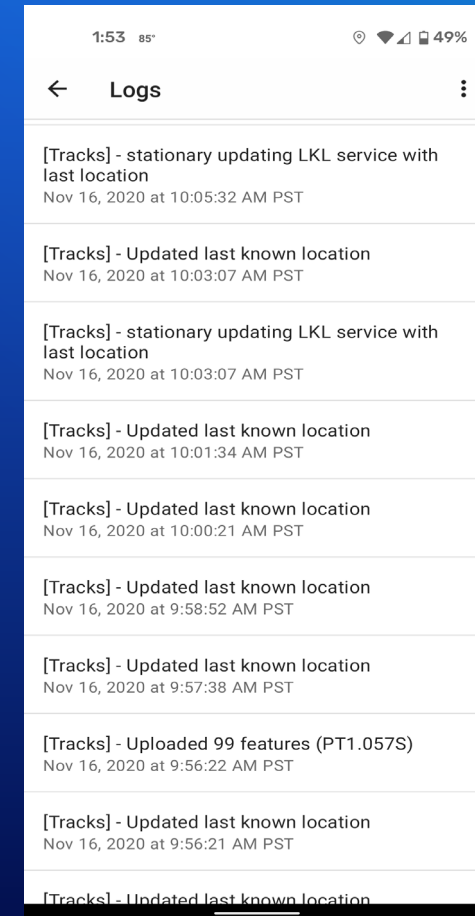 1:53 85° 49%
Logs
[Tracks] - stationary updating LKL service with
last location
Nov 16, 2020 at 10:05:32 AM PST
[Tracks] - Updated last known location
Nov 16, 2020 at 10:03:07 AM PST
[Tracks] - stationary updating LKL service with
last location
Nov 16, 2020 at 10:03:07 AM PST
[Tracks] - Updated last known location
Nov 16, 2020 at 10:01:34 AM PST
[Tracks] - Updated last known location
Nov 16, 2020 at 10:00:21 AM PST
[Tracks] - Updated last known location
Nov 16, 2020 at 9:58:52 AM PST
[Tracks] - Updated last known location
Nov 16, 2020 at 9:57:38 AM PST
[Tracks] - Uploaded 99 features (PT1.057S)
Nov 16, 2020 at 9:56:22 AM PST
[Tracks] - Updated last known location
Nov 16, 2020 at 9:56:21 AM PST
[Tracks] - Updated last known location